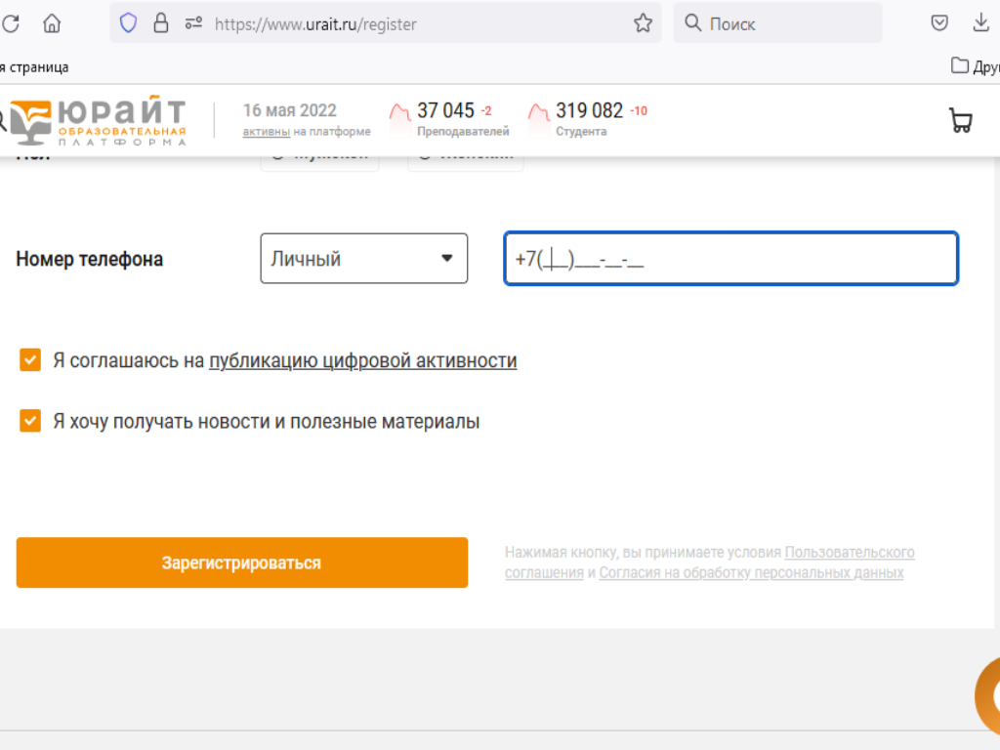 https://www.urait.ru/register
Поиск
я страница
Дру
ЮРАЙТ
ОБРАЗОВАТЕЛЬНАЯ
ПЛАТФОРМА
16 мая 2022
активны на платформе
37 045 -2
Преподавателей
319 082 -10
Студента
Номер телефона
Личный
+7(___)___-__-__
Я соглашаюсь на публикацию цифровой активности
Я хочу получать новости и полезные материалы
Зарегистрироваться
Нажимая кнопку, вы принимаете условия Пользовательского
соглашения и Согласия на обработку персональных данных